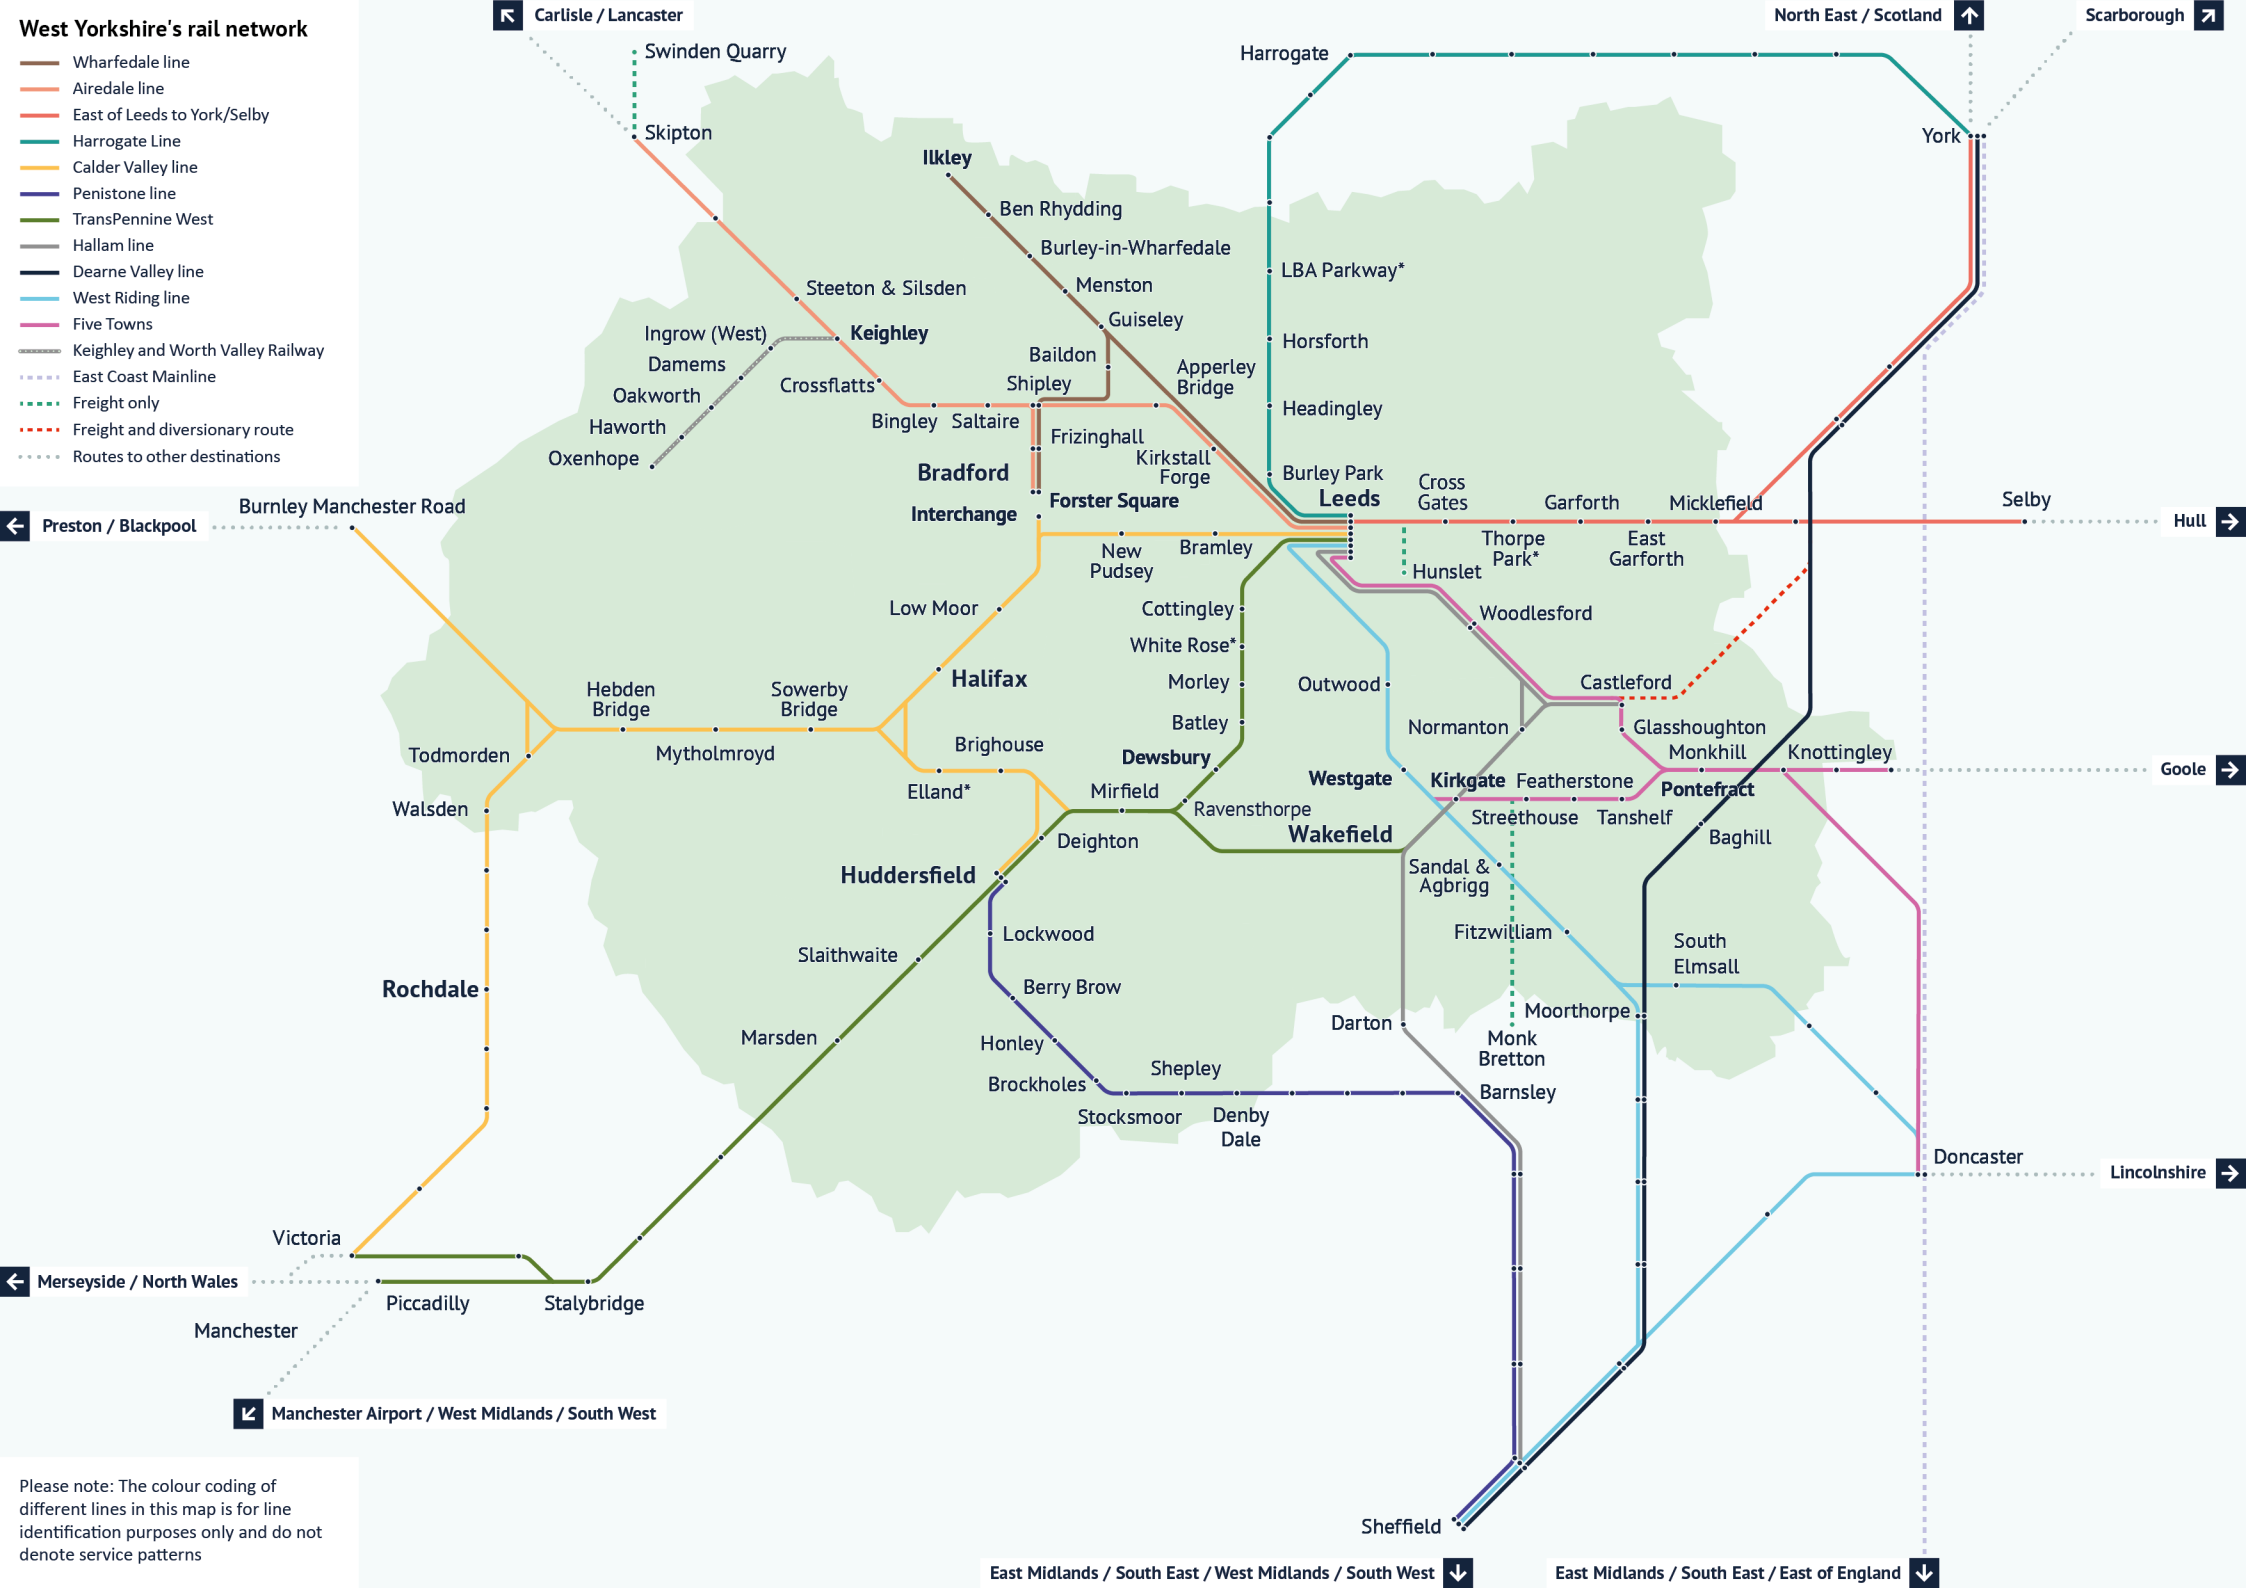 West Yorkshire's rail network
Wharfedale line
Airedale line
East of Leeds to York/Selby
Harrogate Line
Calder Valley line
Penistone line
TransPennine West
Hallam line
Dearne Valley line
West Riding line
Five Towns
Keighley and Worth Valley Railway
East Coast Mainline
Freight only
Freight and diversionary route
Routes to other destinations
Carlisle / Lancaster
North East / Scotland
Scarborough
Swinden Quarry
Harrogate
Skipton
York
Ilkley
Ben Rhydding
Burley-in-Wharfedale
LBA Parkway*
Menston
Steeton & Silsden
Guiseley
Ingrow (West)
Keighley
Horsforth
Baildon
Damems
Apperley
Bridge
Shipley
Crossflatts
Oakworth
Headingley
Bingley
Saltaire
Haworth
Frizinghall
Oxenhope
Kirkstall
Forge
Bradford
Burley Park
Forster Square
Interchange
Leeds
Cross
Gates
Garforth
Micklefield
Selby
Burnley Manchester Road
Preston / Blackpool
Hull
New
Pudsey
Bramley
Thorpe
Park*
East
Garforth
Hunslet
Low Moor
Cottingley
Woodlesford
White Rose*
Halifax
Morley
Outwood
Castleford
Hebden
Bridge
Sowerby
Bridge
Batley
Normanton
Glasshoughton
Todmorden
Mytholmroyd
Brighouse
Dewsbury
Monkhill
Knottingley
Goole
Westgate
Kirkgate
Featherstone
Pontefract
Elland*
Mirfield
Walsden
Ravensthorpe
Streethouse
Tanshelf
Wakefield
Deighton
Baghill
Huddersfield
Sandal &
Agbrigg
Lockwood
Fitzwilliam
South
Elmsall
Slaithwaite
Rochdale
Berry Brow
Moorthorpe
Darton
Marsden
Honley
Monk
Bretton
Shepley
Brockholes
Barnsley
Stocksmoor
Denby
Dale
Doncaster
Lincolnshire
Victoria
Merseyside / North Wales
Piccadilly
Stalybridge
Manchester
Manchester Airport / West Midlands / South West
Please note: The colour coding of
different lines in this map is for line
identification purposes only and do not
denote service patterns
Sheffield
East Midlands / South East / West Midlands / South West
East Midlands / South East / East of England